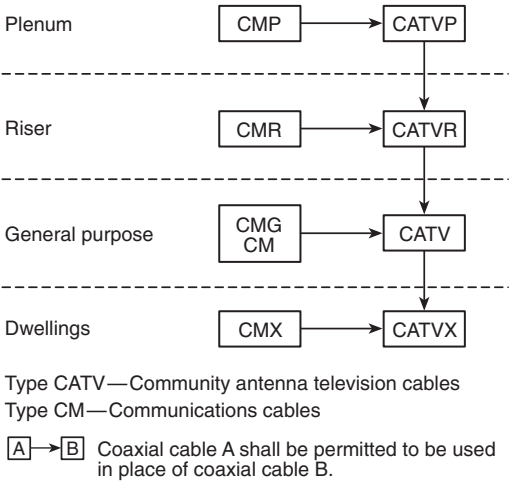 Plenum
CMP
CATVP
Riser
CMR
CATVR
General purpose
CMG
CM
CATV
Dwellings
CMX
CATVX
Type CATV—Community antenna television cables
Type CM—Communications cables
A B Coaxial cable A shall be permitted to be used
in place of coaxial cable B.